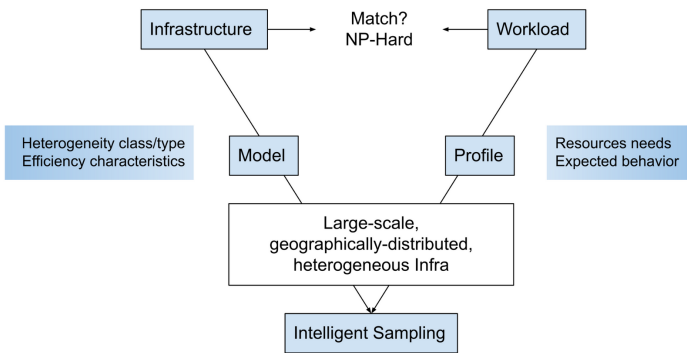 Infrastructure
Match?
NP-Hard
Workload
Heterogeneity class/type
Efficiency characteristics
Model
Profile
Resources needs
Expected behavior
Large-scale,
geographically-distributed,
heterogeneous Infra
Intelligent Sampling